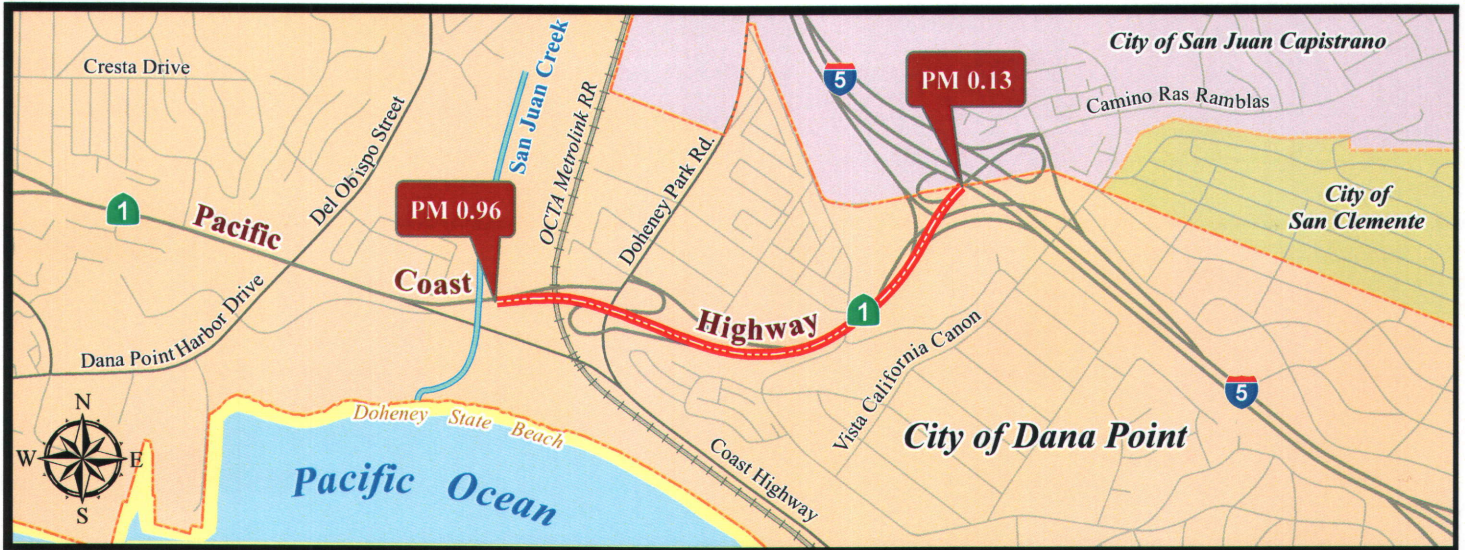 City of San Juan Capistrano
Cresta Drive
San Juan Creek
OCTA Metrolink RR
5
PM 0.13
Camino Ras Ramblas
Del Obispo Street
Doheney Park Rd.
City of
San Clemente
1
Pacific
PM 0.96
Coast
Highway
1
Dana Point Harbor Drive
Vista California Canon
5
N
W
E
S
Doheney State Beach
City of Dana Point
Coast Highway
Pacific Ocean